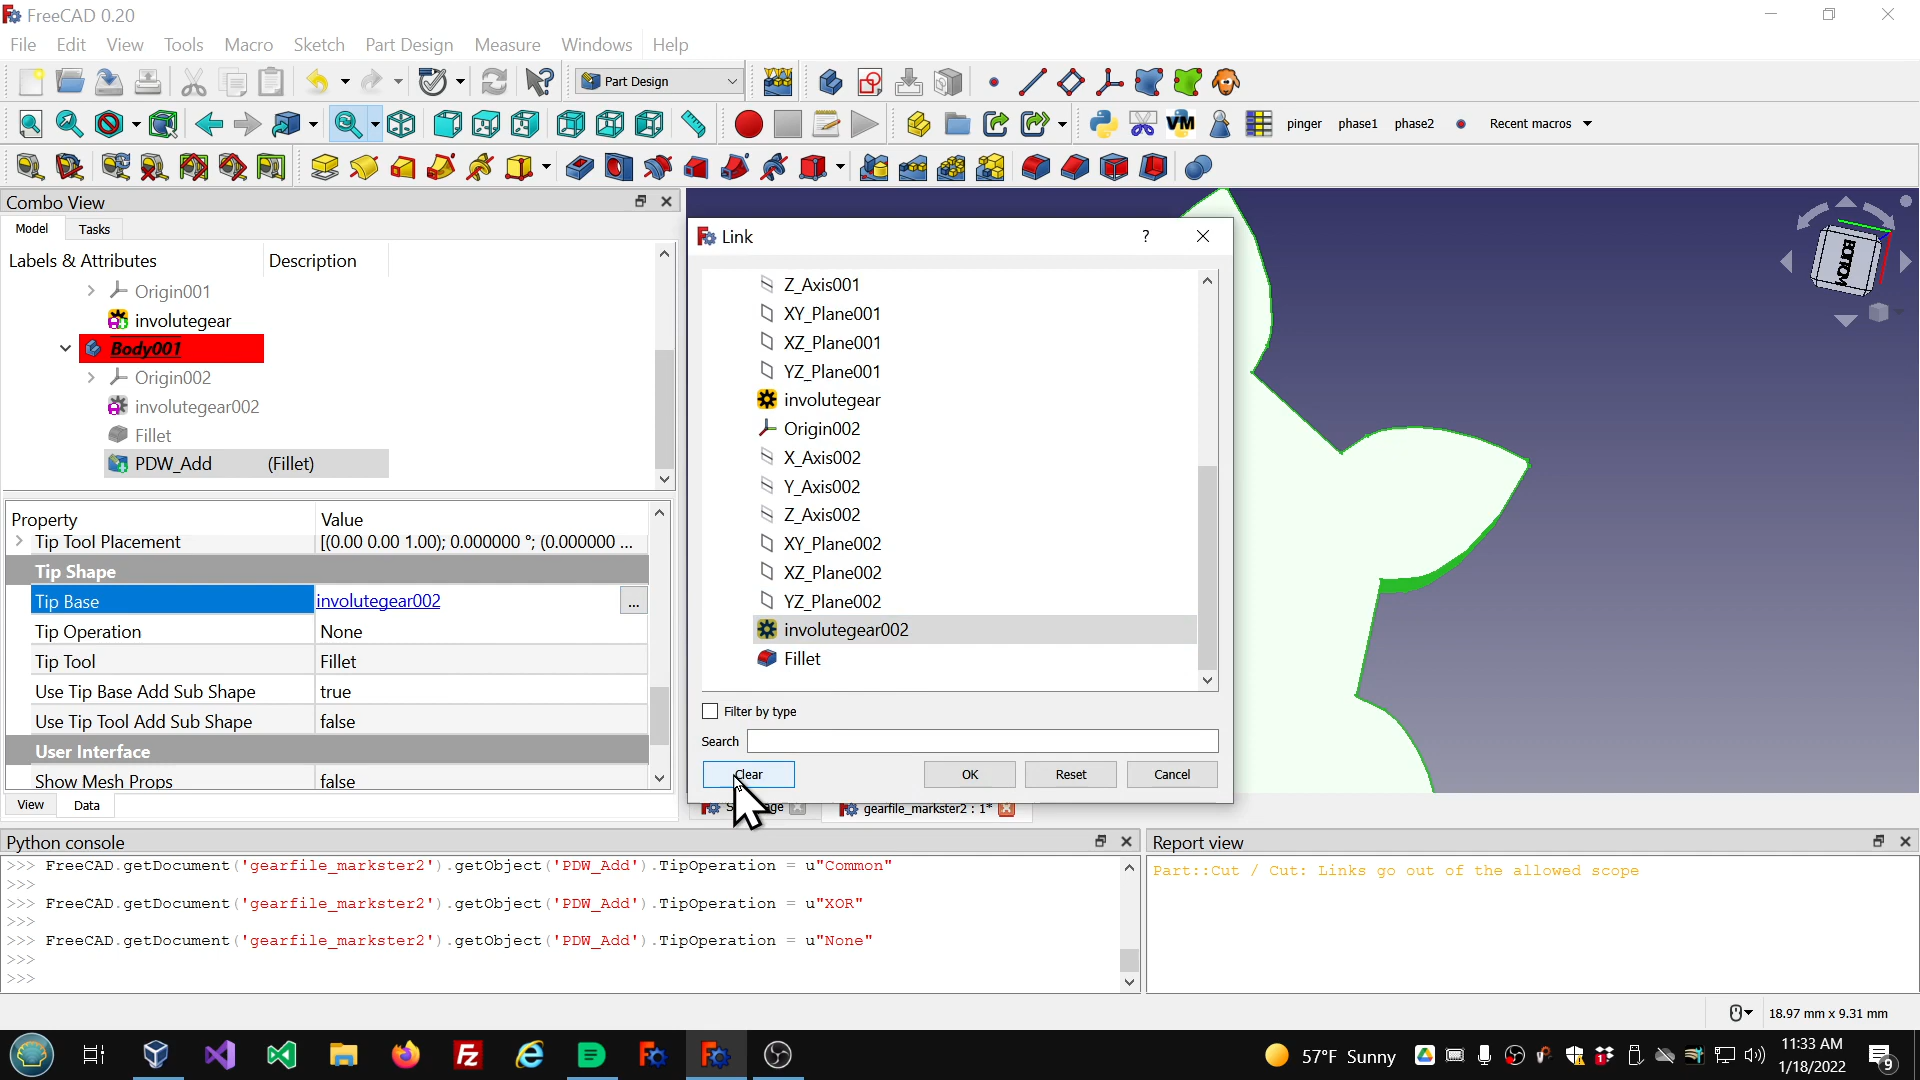 FreeCAD 0.20
File Edit View Tools Macro Sketch Part Design Measure Windows Help
Part Design
VM pinger phase1 phase2 Recent macros
Combo View
Model Tasks
Labels & Attributes Description
Origin001
involutegear
Body001
Origin002
involutegear002
Fillet
PDW_Add (Fillet)
Property Value
Tip Tool Placement [(0.00 0.00 1.00); 0.000000 °; (0.000000 ...
Tip Shape
Tip Base involutegear002 ...
Tip Operation None
Tip Tool Fillet
Use Tip Base Add Sub Shape true
Use Tip Tool Add Sub Shape false
User Interface
Show Mesh Props false
View Data
Link ?
Z_Axis001
XY_Plane001
XZ_Plane001
YZ_Plane001
involutegear
Origin002
X_Axis002
Y_Axis002
Z_Axis002
XY_Plane002
XZ_Plane002
YZ_Plane002
involutegear002
Fillet
Filter by type
Search
Clear OK Reset Cancel
BOTTOM
gearfile_markster2 : 1*
Python console
>>> FreeCAD.getDocument('gearfile_markster2').getObject('PDW_Add').TipOperation = u"Common"
>>>
>>> FreeCAD.getDocument('gearfile_markster2').getObject('PDW_Add').TipOperation = u"XOR"
>>>
>>> FreeCAD.getDocument('gearfile_markster2').getObject('PDW_Add').TipOperation = u"None"
>>>
>>>
Report view
Part::Cut / Cut: Links go out of the allowed scope
18.97 mm x 9.31 mm
57°F Sunny
11:33 AM
1/18/2022
9